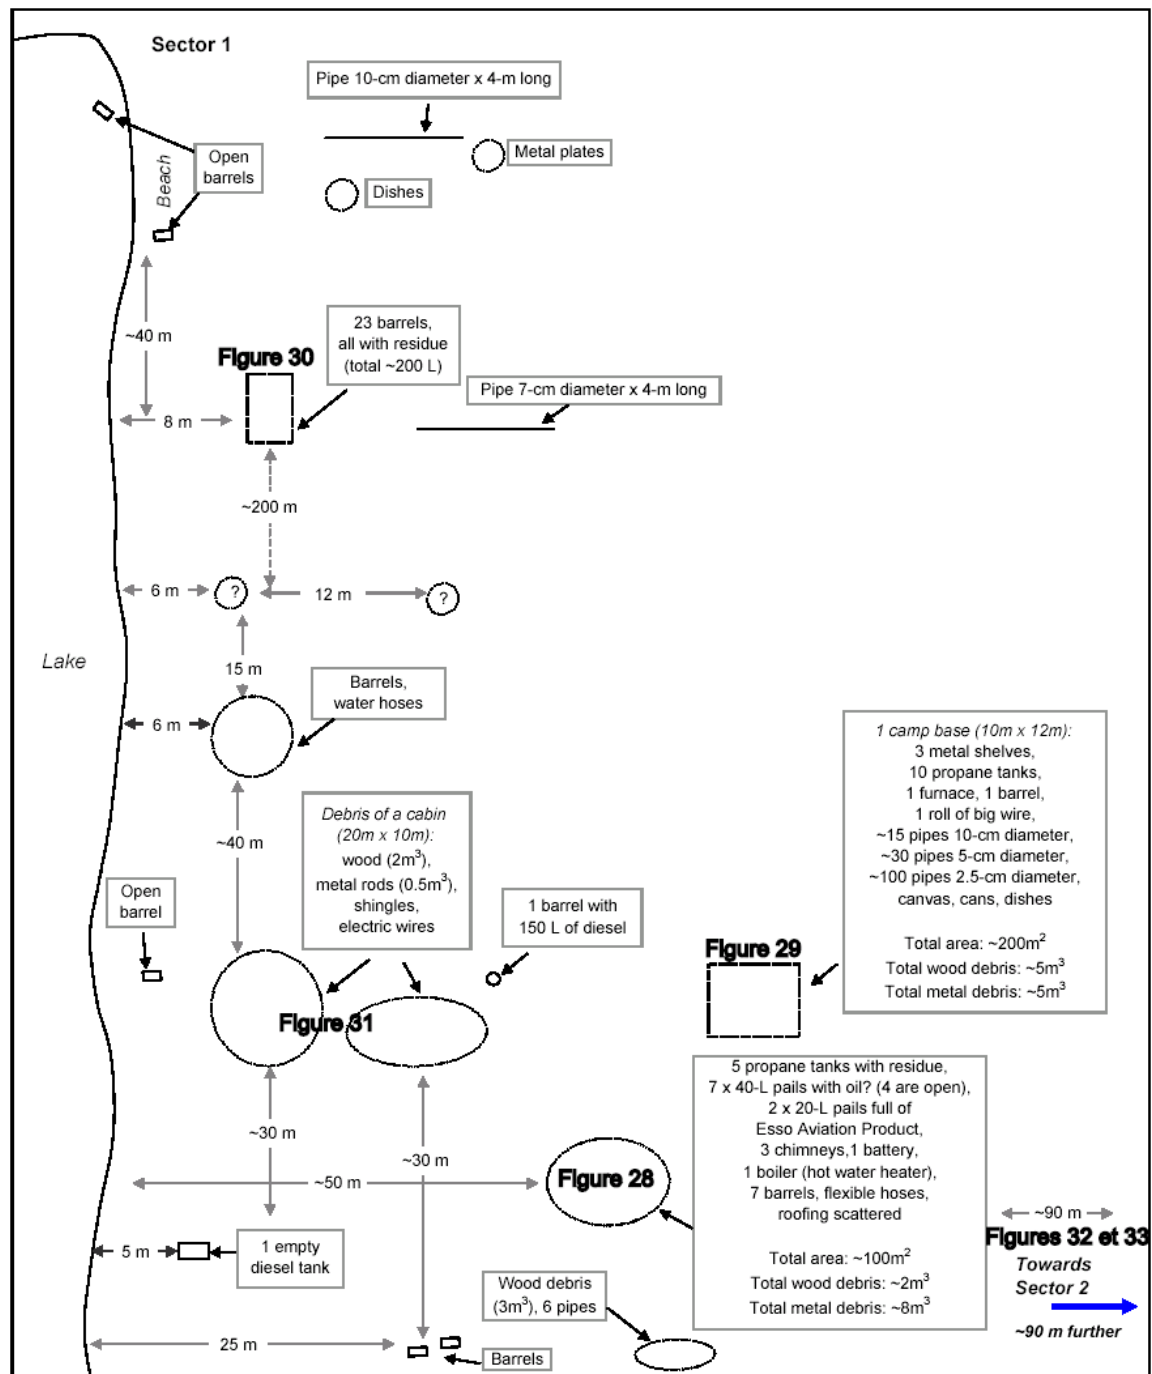 Sector 1
Pipe 10-cm diameter x 4-m long
Metal plates
Open
barrels
Beach
Dishes
~40 m
23 barrels,
all with residue
(total ~200 L)
Figure 30
Pipe 7-cm diameter x 4-m long
8 m
~200 m
6 m
?
12 m
?
Lake
15 m
Barrels,
water hoses
6 m
1 camp base (10m x 12m):
3 metal shelves,
10 propane tanks,
1 furnace, 1 barrel,
1 roll of big wire,
~15 pipes 10-cm diameter,
~30 pipes 5-cm diameter,
~100 pipes 2.5-cm diameter,
canvas, cans, dishes
Total area: ~200m²
Total wood debris: ~5m³
Total metal debris: ~5m³
~40 m
Debris of a cabin
(20m x 10m):
wood (2m³),
metal rods (0.5m³),
shingles,
electric wires
Open
barrel
1 barrel with
150 L of diesel
Figure 29
Figure 31
5 propane tanks with residue,
7 x 40-L pails with oil? (4 are open),
2 x 20-L pails full of
Esso Aviation Product,
3 chimneys,1 battery,
1 boiler (hot water heater),
7 barrels, flexible hoses,
roofing scattered
Total area: ~100m²
Total wood debris: ~2m³
Total metal debris: ~8m³
~30 m
~30 m
~50 m
Figure 28
~90 m
Figures 32 et 33
Towards
Sector 2
~90 m further
5 m
1 empty
diesel tank
Wood debris
(3m³), 6 pipes
25 m
Barrels